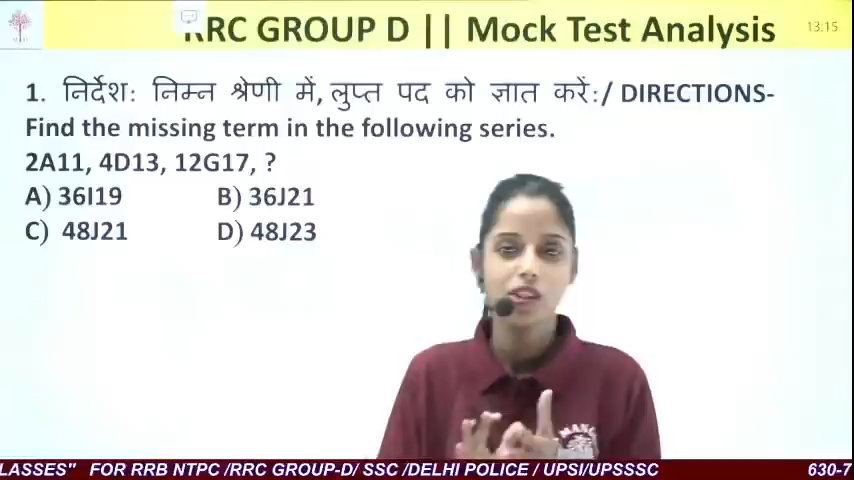 RRC GROUP D || Mock Test Analysis
13:15
1. निर्देश: निम्न श्रेणी में, लुप्त पद को ज्ञात करें:/ DIRECTIONS-
Find the missing term in the following series.
2A11, 4D13, 12G17, ?
A) 36I19 B) 36J21
C) 48J21 D) 48J23
LASSES" FOR RRB NTPC /RRC GROUP-D/ SSC /DELHI POLICE / UPSI/UPSSSC 630-7